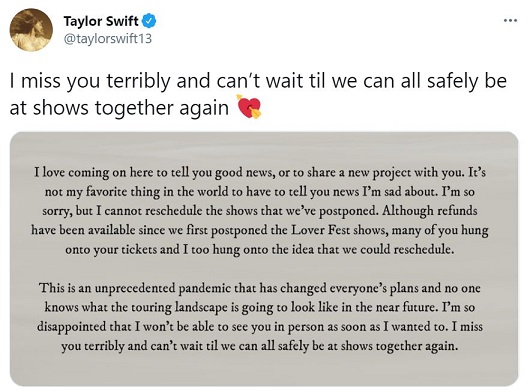 Taylor Swift
@taylorswift13
I miss you terribly and can’t wait til we can all safely be
at shows together again 💘
I love coming on here to tell you good news, or to share a new project with you. It's
not my favorite thing in the world to have to tell you news I'm sad about. I'm so
sorry, but I cannot reschedule the shows that we've postponed. Although refunds
have been available since we first postponed the Lover Fest shows, many of you hung
onto your tickets and I too hung onto the idea that we could reschedule.
This is an unprecedented pandemic that has changed everyone's plans and no one
knows what the touring landscape is going to look like in the near future. I'm so
disappointed that I won't be able to see you in person as soon as I wanted to. I miss
you terribly and can't wait til we can all safely be at shows together again.